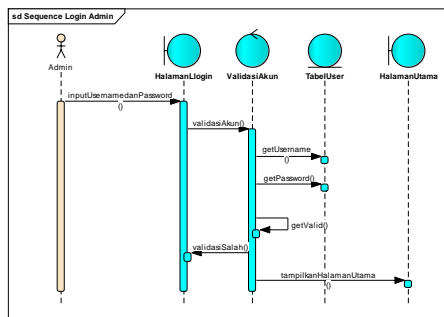 sd Sequence Login Admin
Admin
HalamanLlogin
ValidasiAkun
TabelUser
HalamanUtama
inputUsernamedanPassword
()
validasiAkun()
getUsername
()
getPassword()
getValid()
validasiSalah()
tampilkanHalamanUtama
()